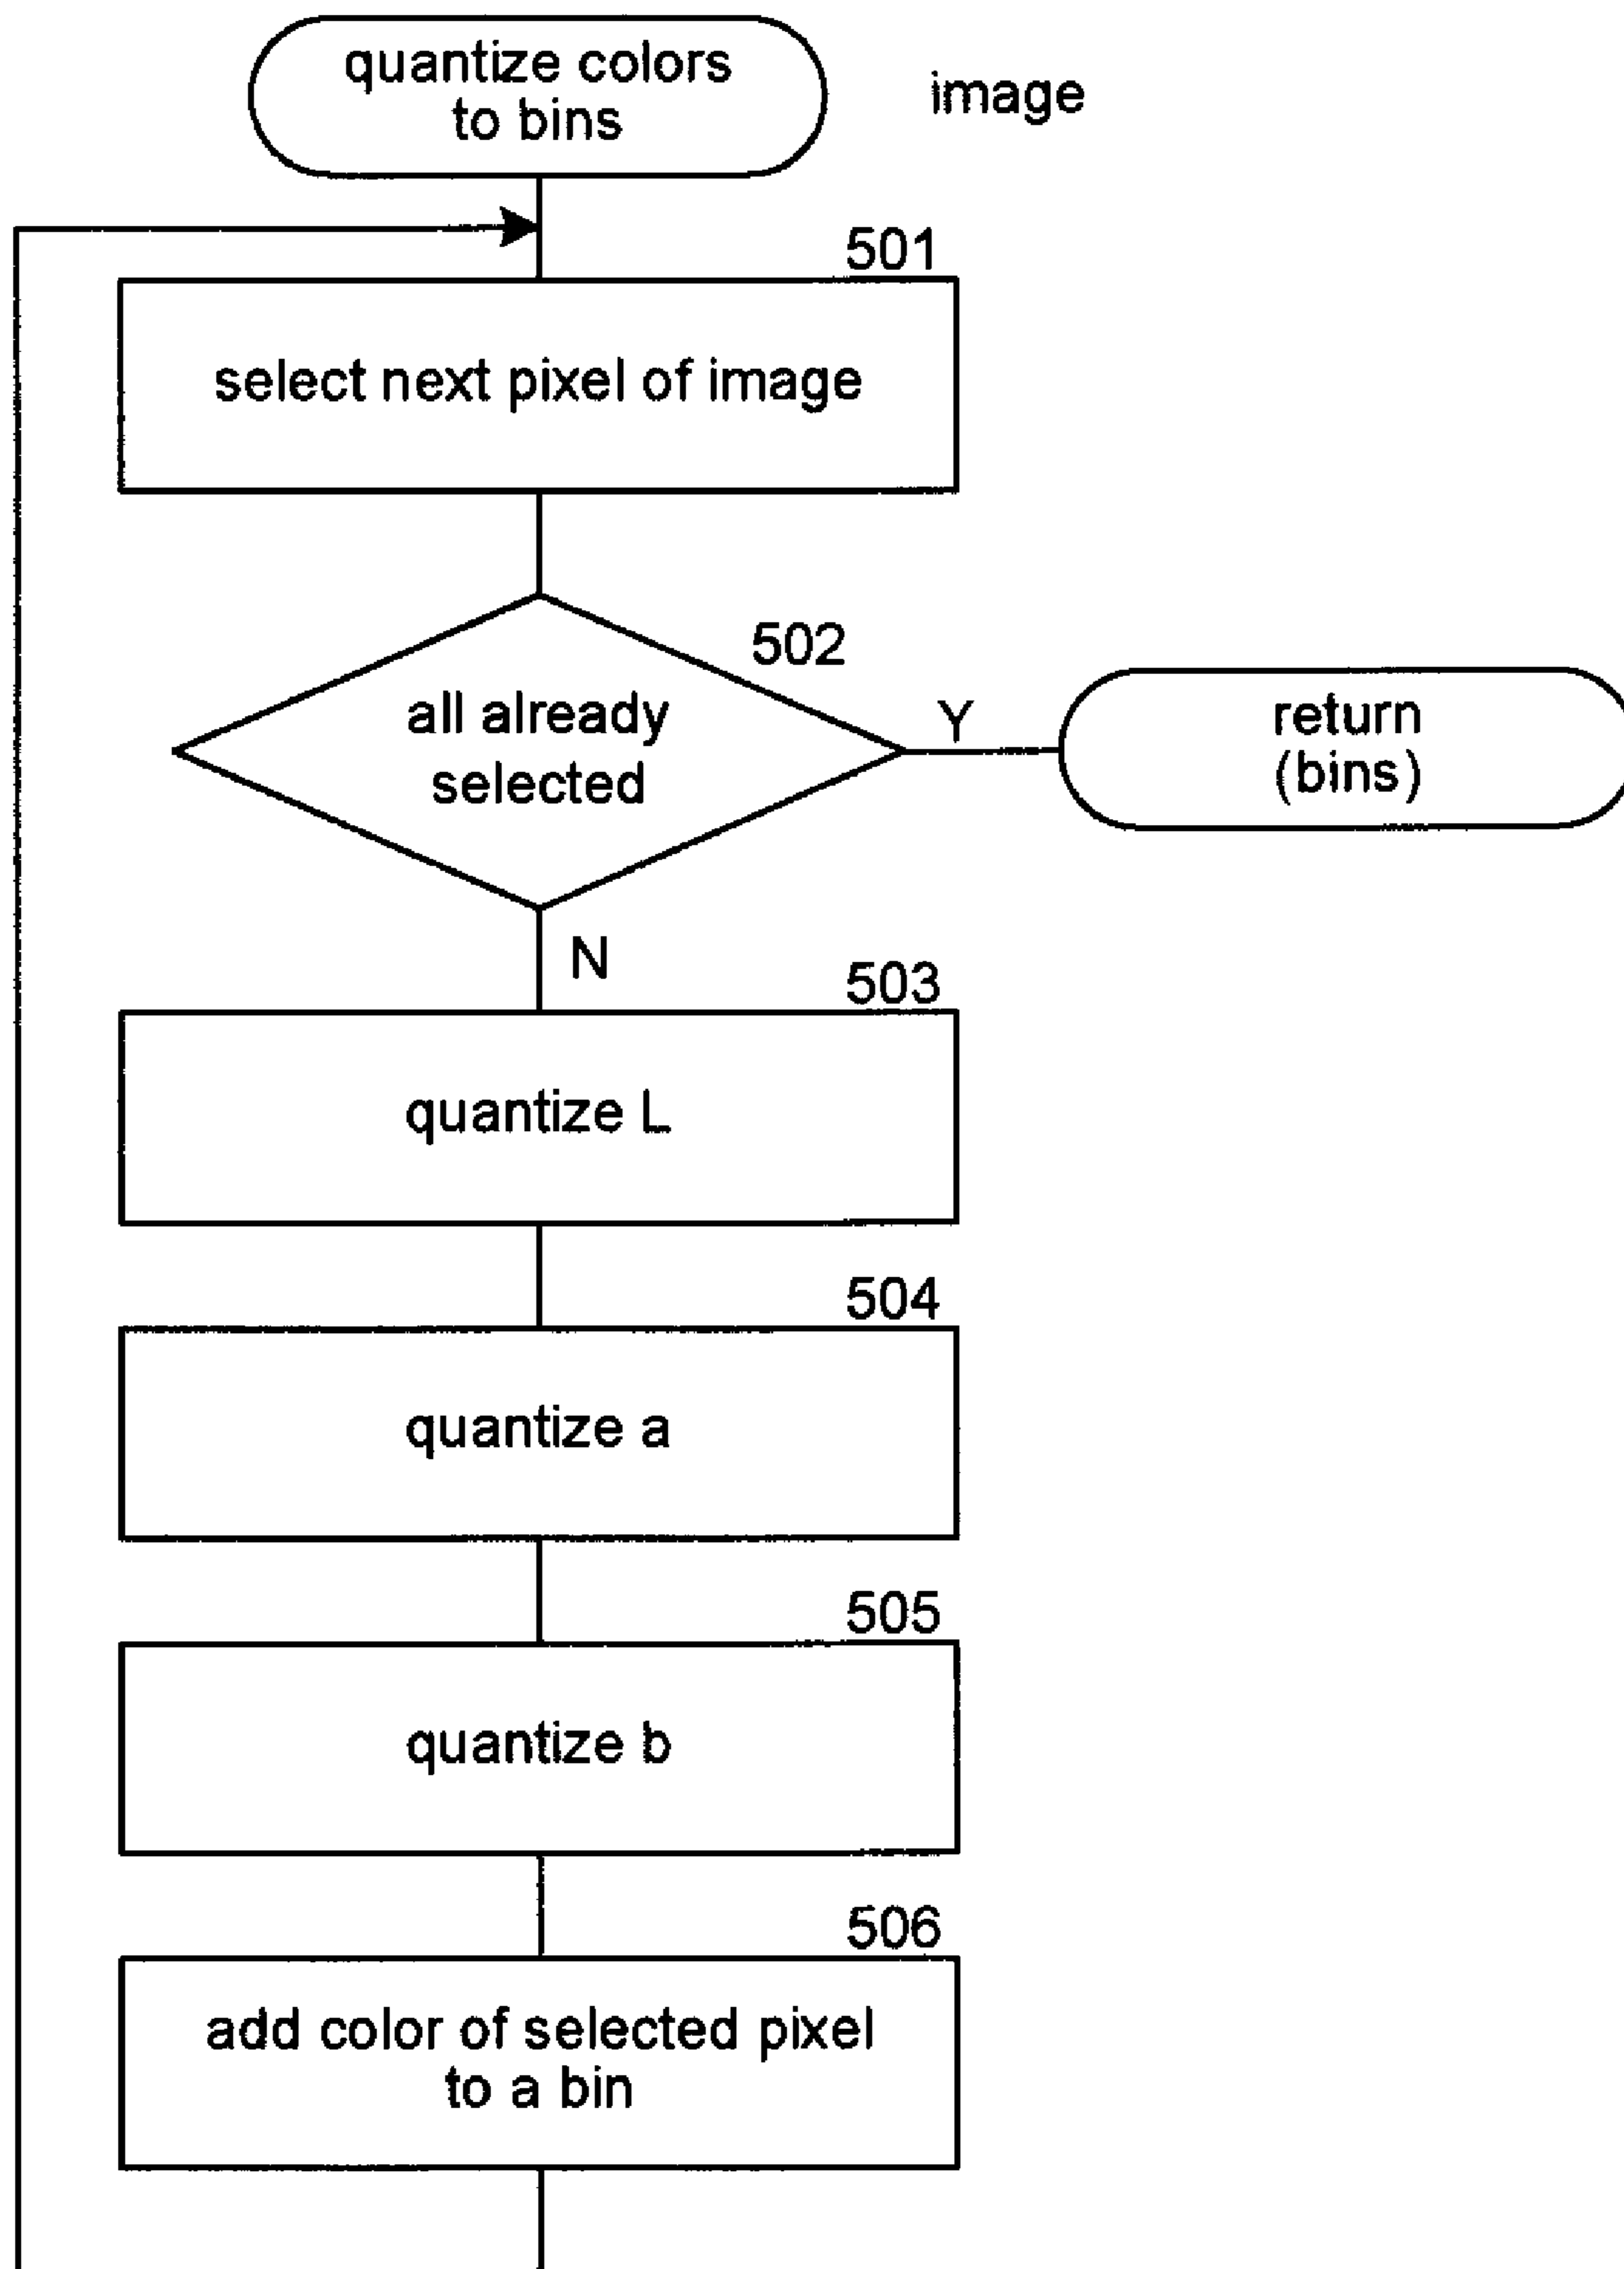 quantize colors
to bins
image
501
select next pixel of image
502
all already
selected
Y
return
(bins)
N
503
quantize L
504
quantize a
505
quantize b
506
add color of selected pixel
to a bin